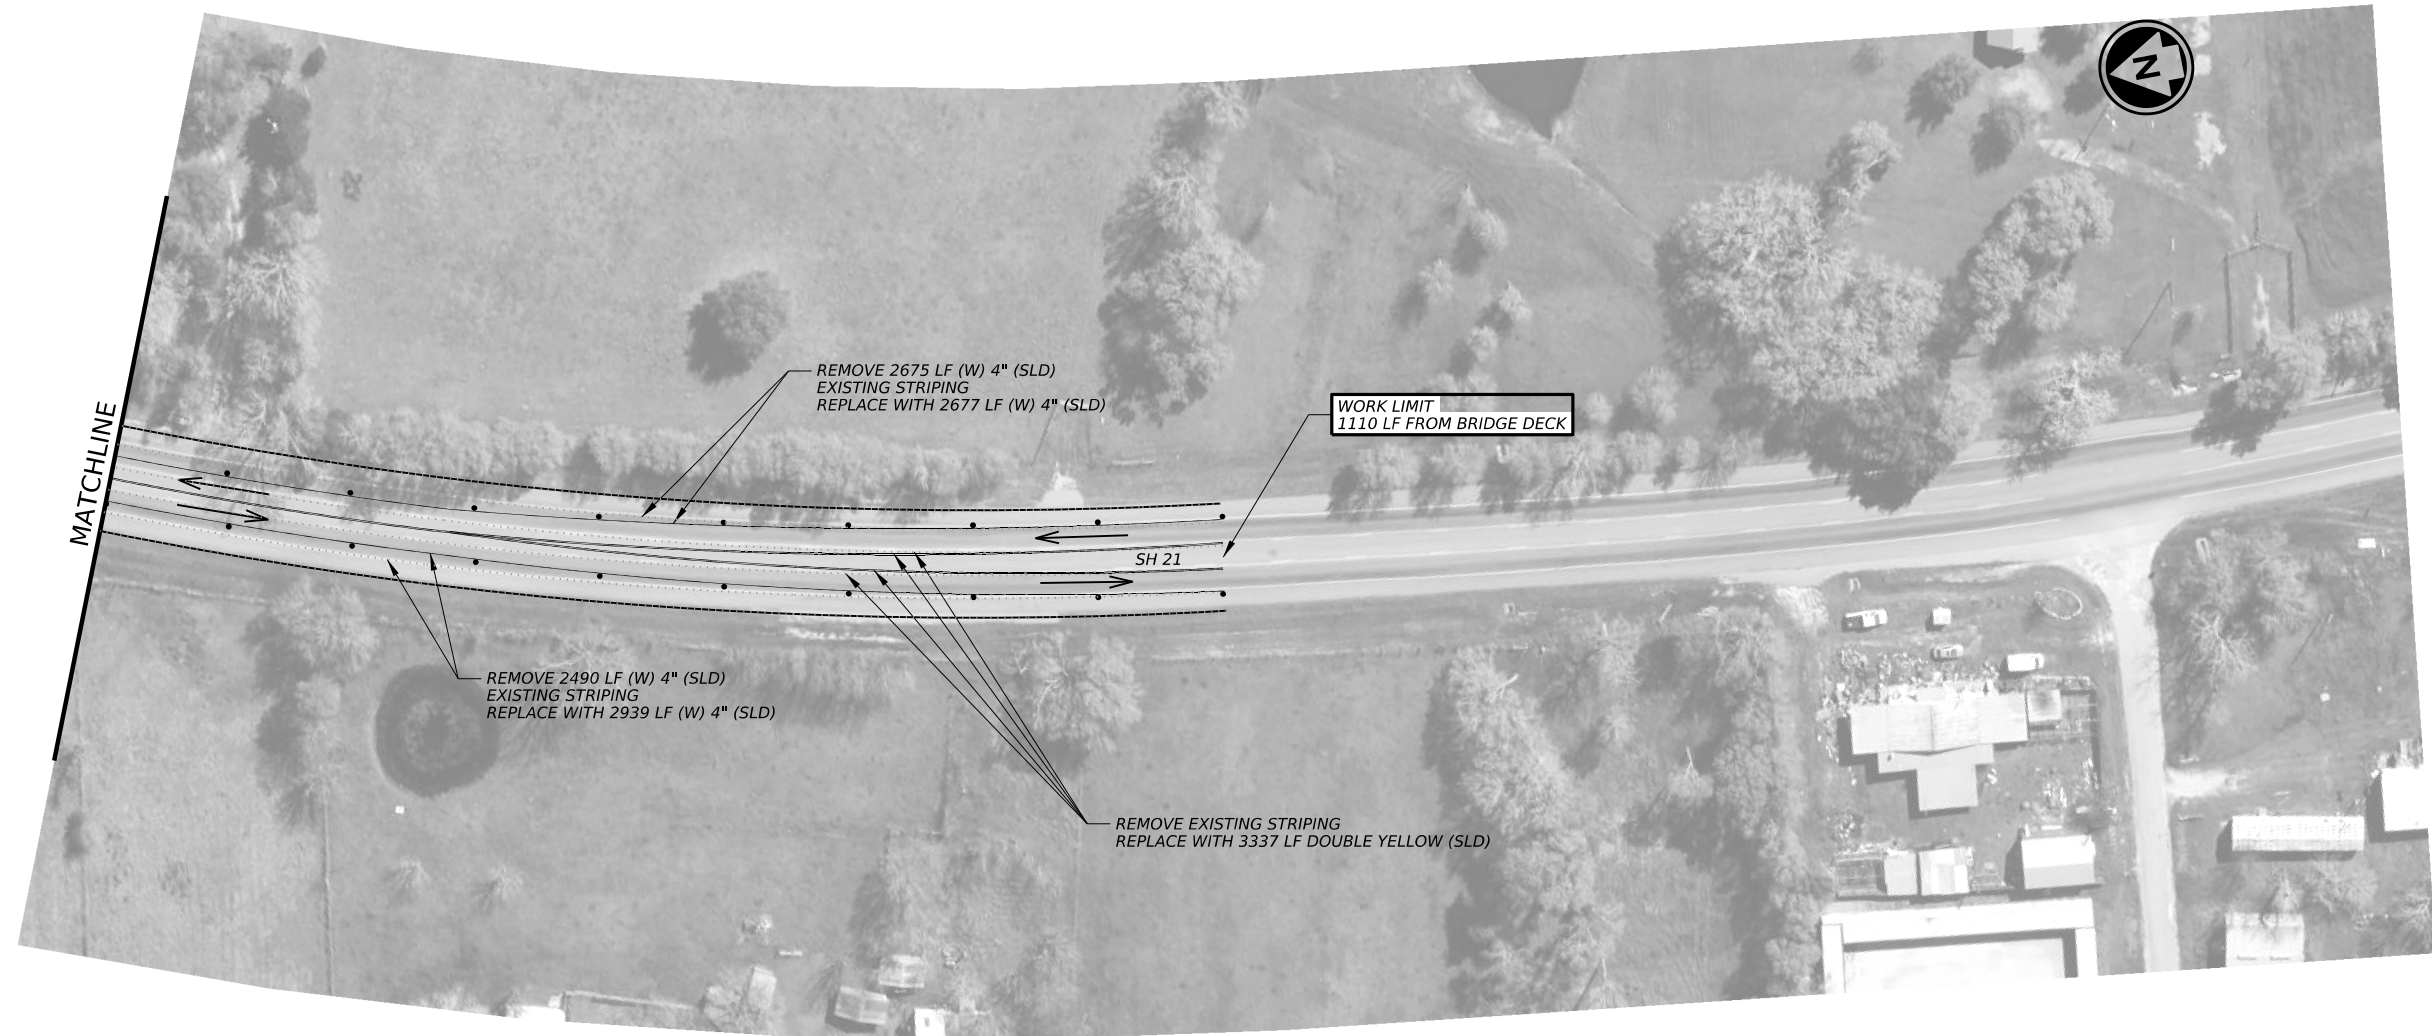 N
REMOVE 2675 LF (W) 4" (SLD)
EXISTING STRIPING
REPLACE WITH 2677 LF (W) 4" (SLD)
WORK LIMIT
1110 LF FROM BRIDGE DECK
MATCHLINE
SH 21
REMOVE 2490 LF (W) 4" (SLD)
EXISTING STRIPING
REPLACE WITH 2939 LF (W) 4" (SLD)
REMOVE EXISTING STRIPING
REPLACE WITH 3337 LF DOUBLE YELLOW (SLD)